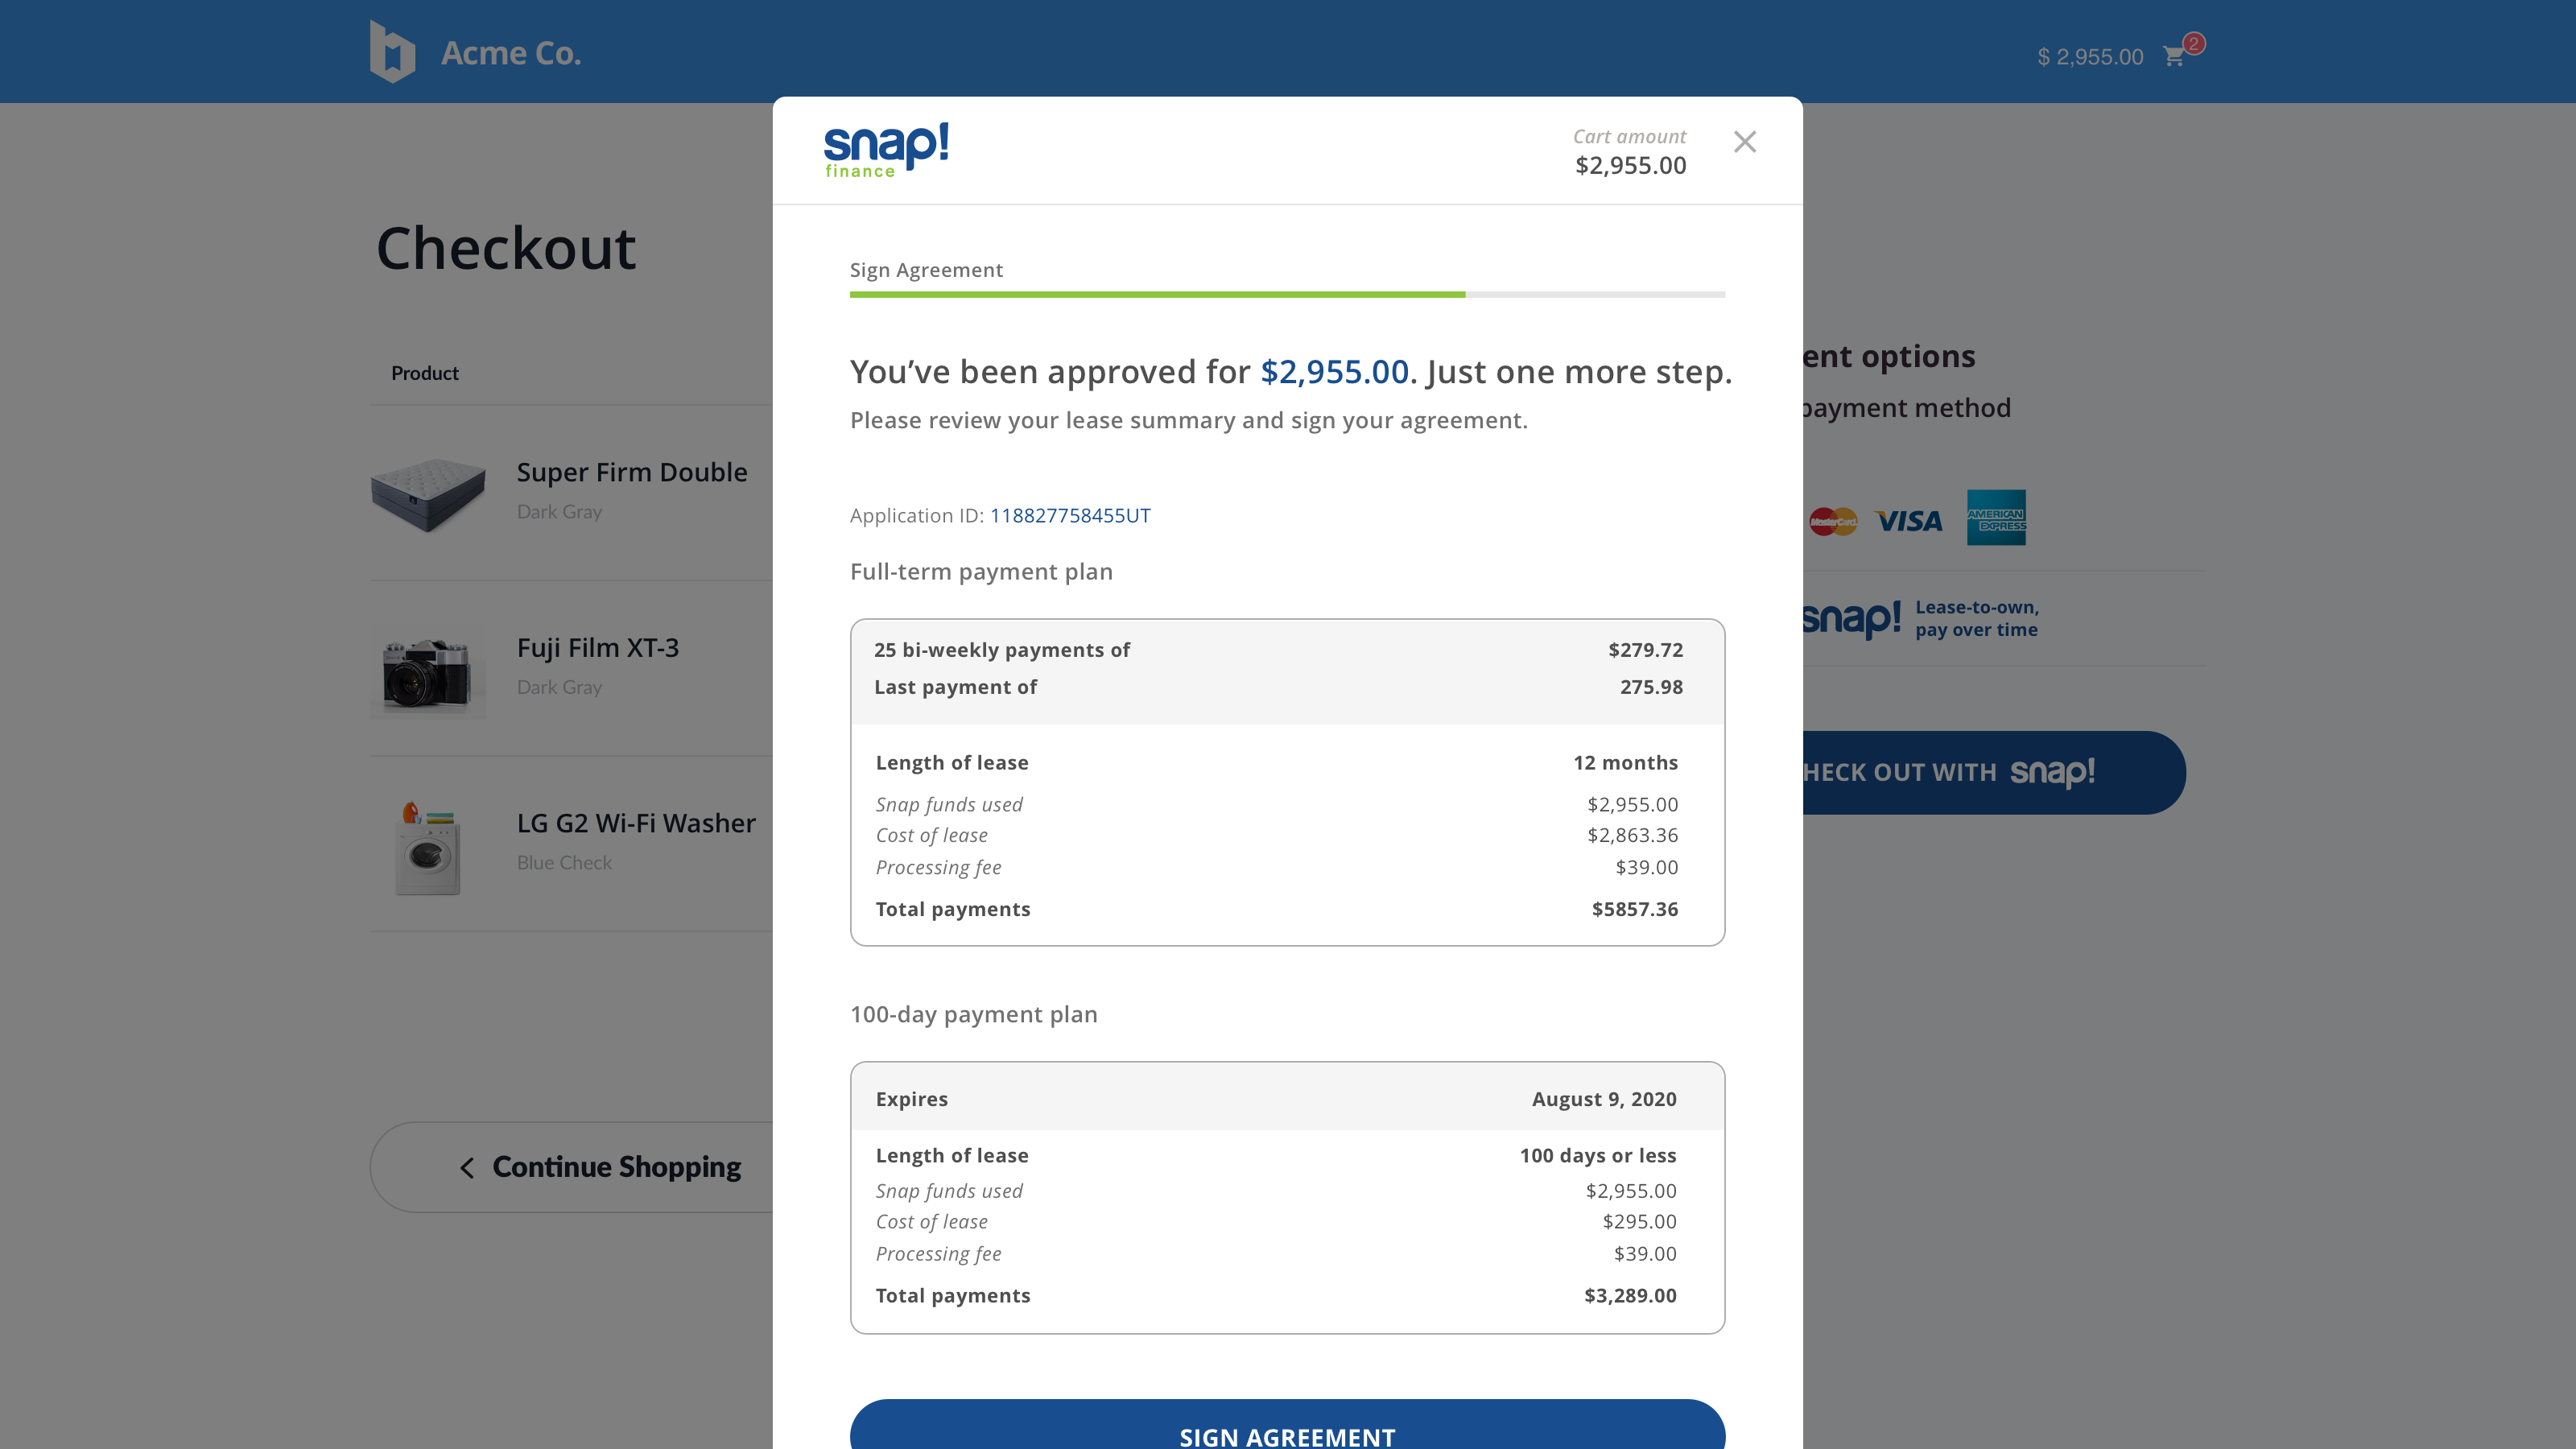 Acme Co.
$ 2,955.00
2
snap!
finance
Cart amount
$2,955.00
Checkout
Sign Agreement
You’ve been approved for $2,955.00. Just one more step.
Please review your lease summary and sign your agreement.
Product
ent options
payment method
Super Firm Double
Dark Gray
MasterCard
VISA
AMERICAN
EXPRESS
Application ID: 118827758455UT
Full-term payment plan
snap!
Lease-to-own,
pay over time
25 bi-weekly payments of $279.72
Last payment of 275.98
Fuji Film XT-3
Dark Gray
Length of lease 12 months
Snap funds used $2,955.00
Cost of lease $2,863.36
Processing fee $39.00
Total payments $5857.36
HECK OUT WITH snap!
LG G2 Wi-Fi Washer
Blue Check
100-day payment plan
Expires August 9, 2020
Length of lease 100 days or less
Snap funds used $2,955.00
Cost of lease $295.00
Processing fee $39.00
Total payments $3,289.00
Continue Shopping
SIGN AGREEMENT